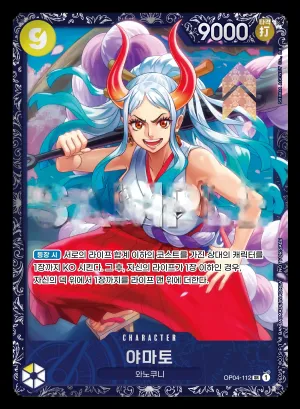 9
9000
打
등장 시 서로의 라이프 합계 이하의 코스트를 가진 상대의 캐릭터를,
1장까지 KO 시킨다. 그 후, 자신의 라이프가 1장 이하인 경우,
자신의 덱 위에서 1장까지를 라이프 맨 위에 더한다.
CHARACTER
야마토
와노쿠니
OP04-112 SR 1